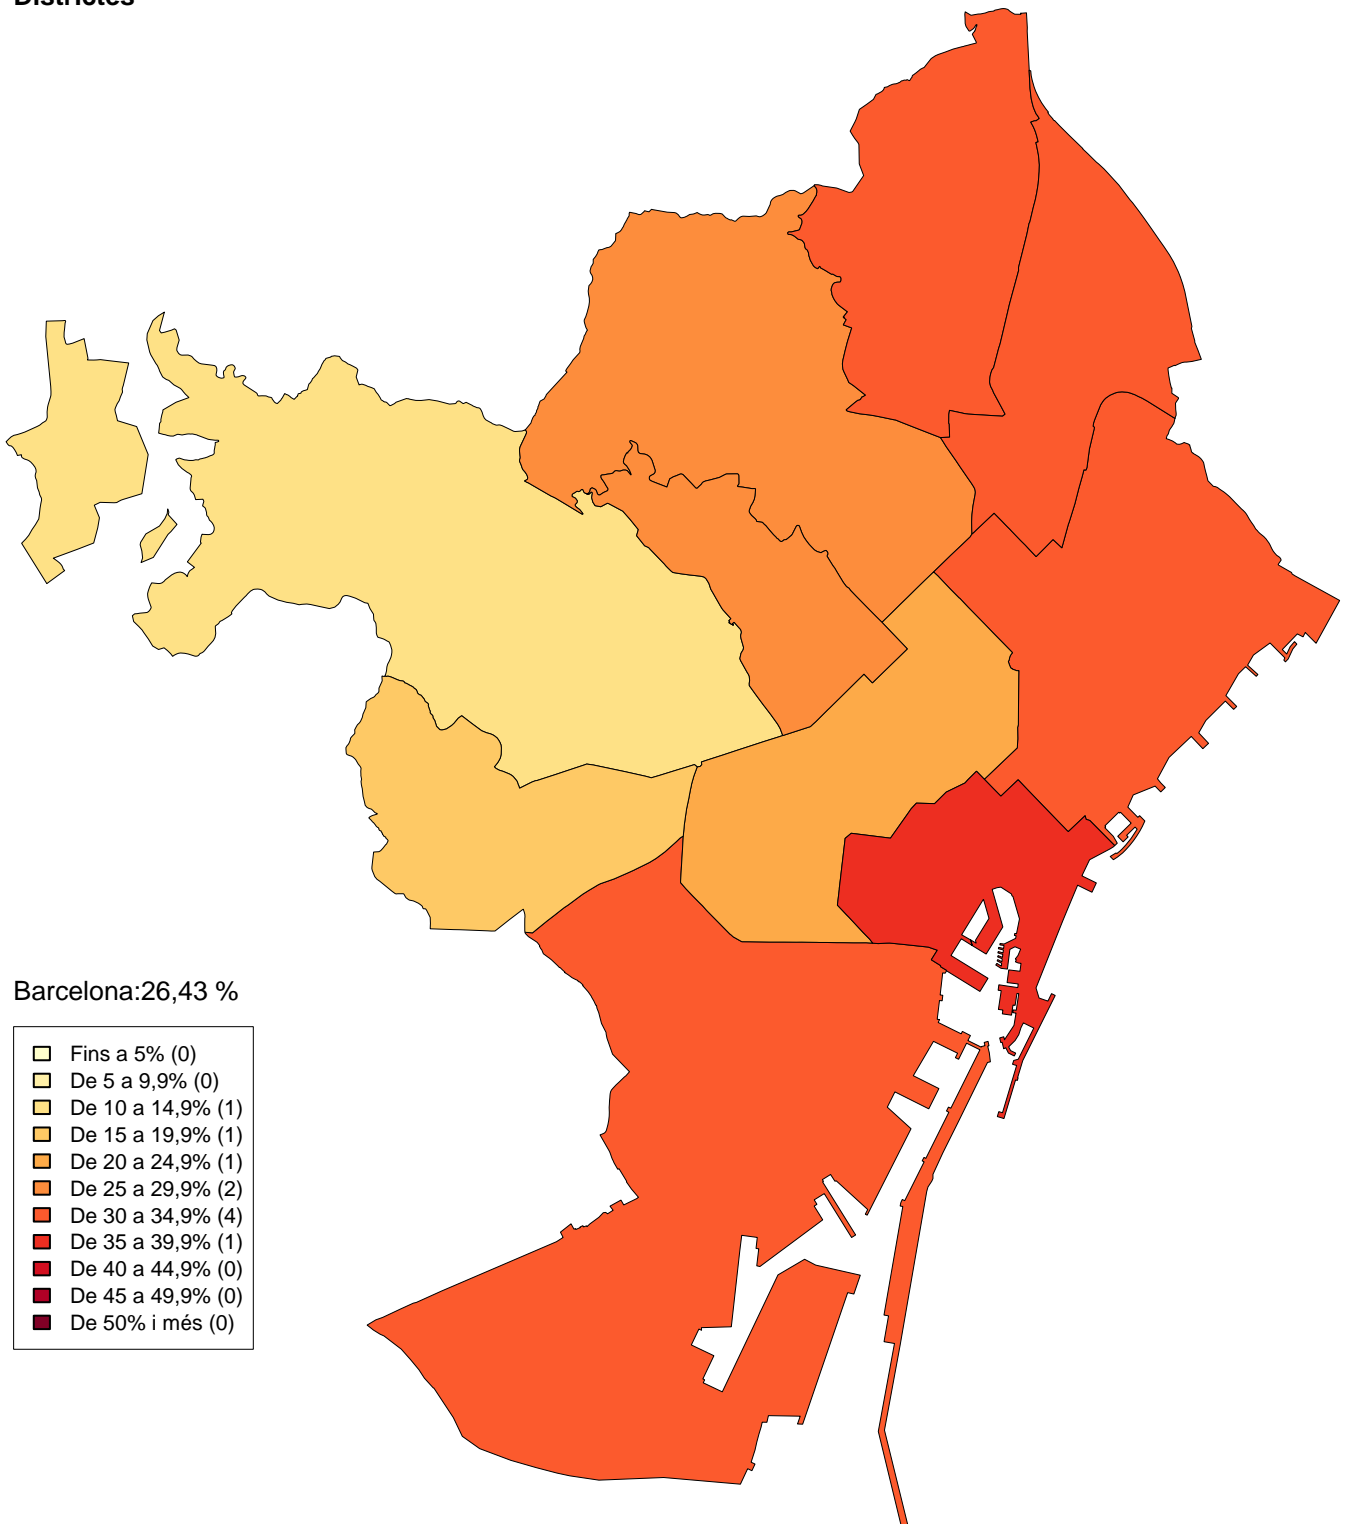 Districtes
Barcelona:26,43 %
Fins a 5% (0)
De 5 a 9,9% (0)
De 10 a 14,9% (1)
De 15 a 19,9% (1)
De 20 a 24,9% (1)
De 25 a 29,9% (2)
De 30 a 34,9% (4)
De 35 a 39,9% (1)
De 40 a 44,9% (0)
De 45 a 49,9% (0)
De 50% i més (0)